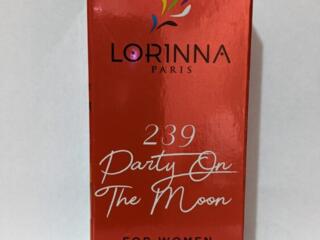 LORINNA
PARIS
239
Party On
The Moon
FOR WOMEN